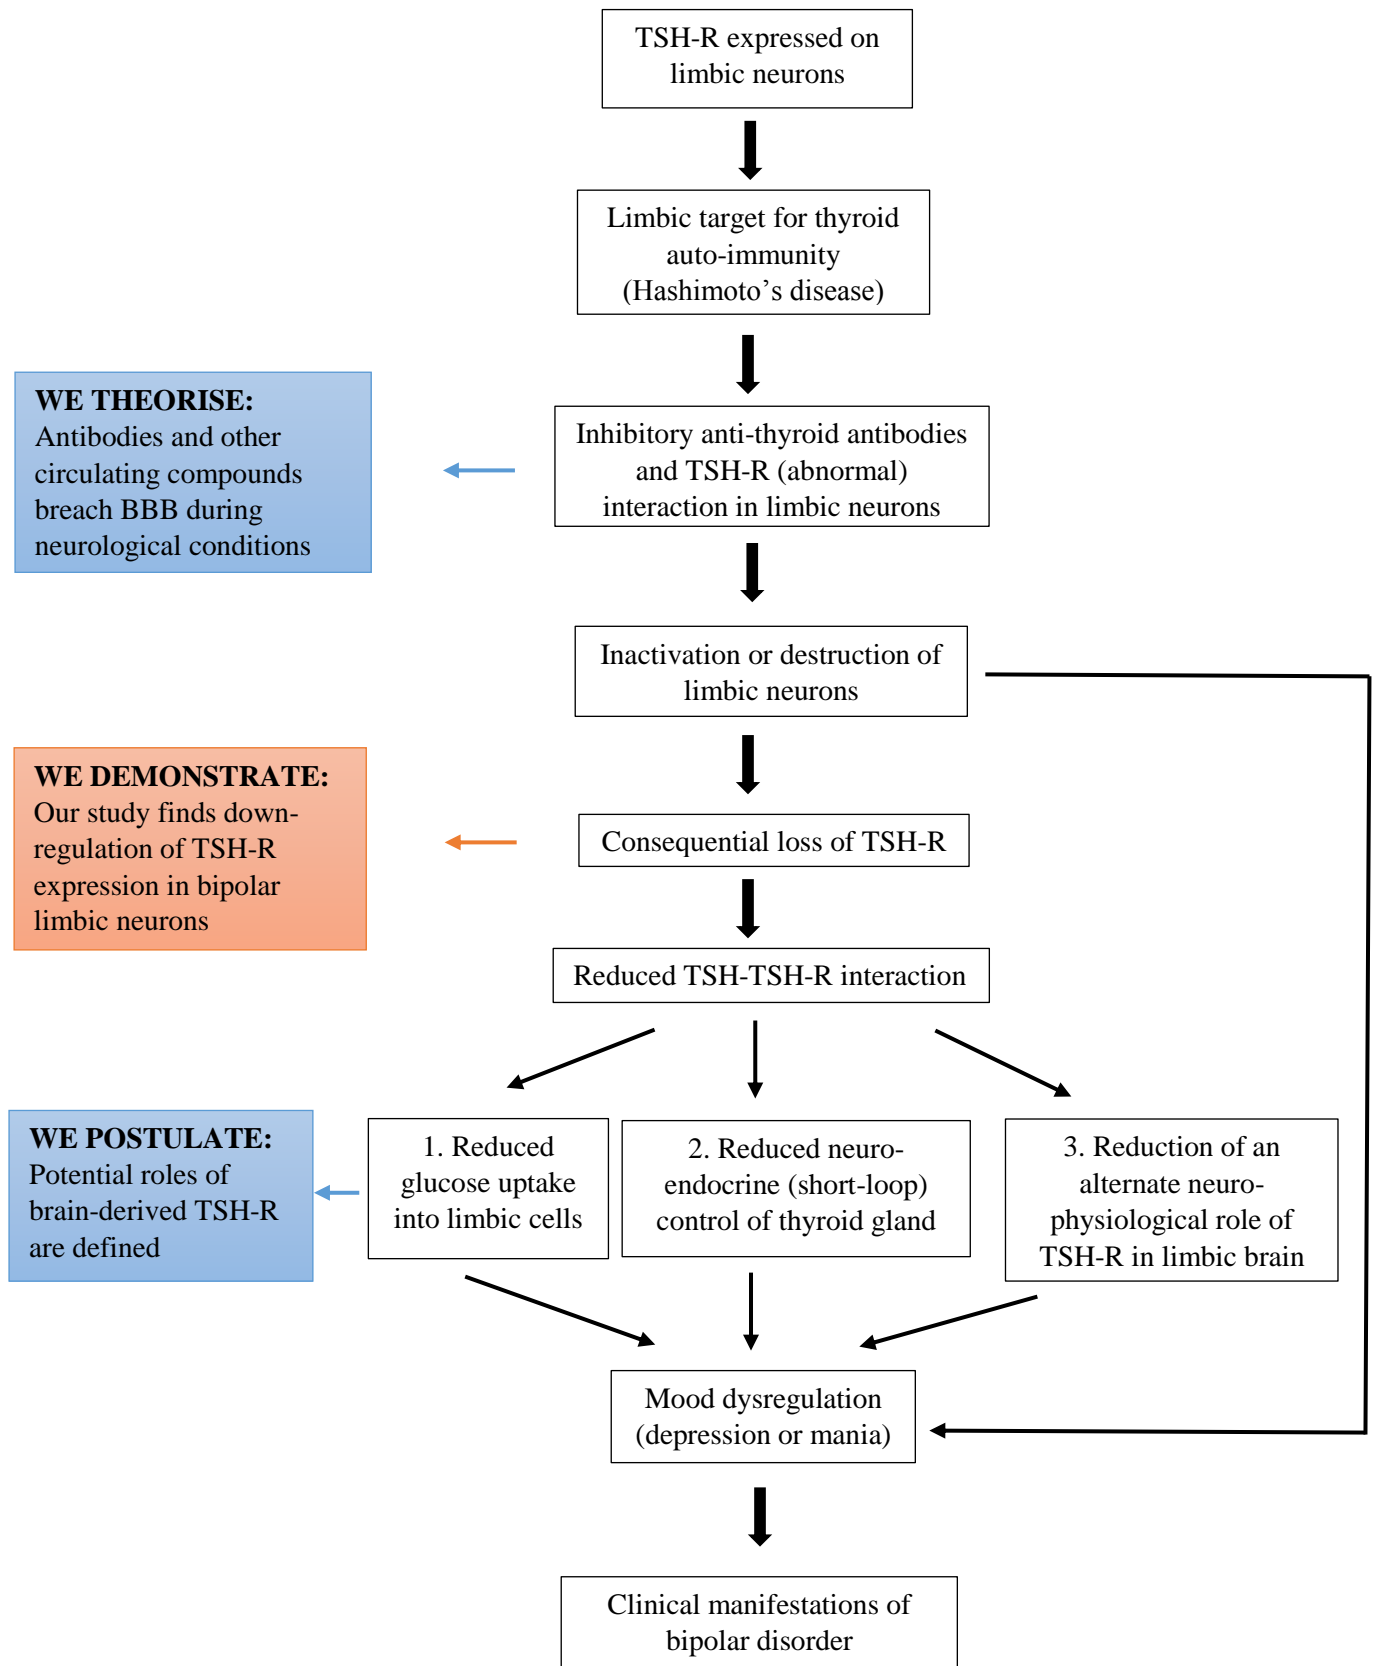 TSH-R expressed on
limbic neurons
Limbic target for thyroid
auto-immunity
(Hashimoto’s disease)
WE THEORISE:
Antibodies and other
circulating compounds
breach BBB during
neurological conditions
Inhibitory anti-thyroid antibodies
and TSH-R (abnormal)
interaction in limbic neurons
Inactivation or destruction of
limbic neurons
WE DEMONSTRATE:
Our study finds down-
regulation of TSH-R
expression in bipolar
limbic neurons
Consequential loss of TSH-R
Reduced TSH-TSH-R interaction
WE POSTULATE:
Potential roles of
brain-derived TSH-R
are defined
1. Reduced
glucose uptake
into limbic cells
2. Reduced neuro-
endocrine (short-loop)
control of thyroid gland
3. Reduction of an
alternate neuro-
physiological role of
TSH-R in limbic brain
Mood dysregulation
(depression or mania)
Clinical manifestations of
bipolar disorder